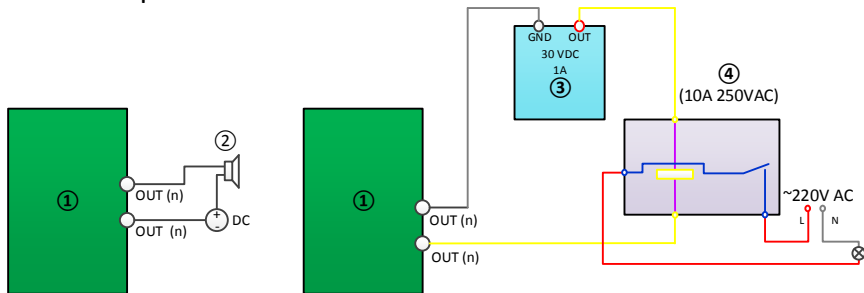 ①
②
OUT (n)
OUT (n)
+
-
DC
①
OUT (n)
OUT (n)
GND
OUT
30 VDC
1A
③
④
(10A 250VAC)
~220V AC
L
N